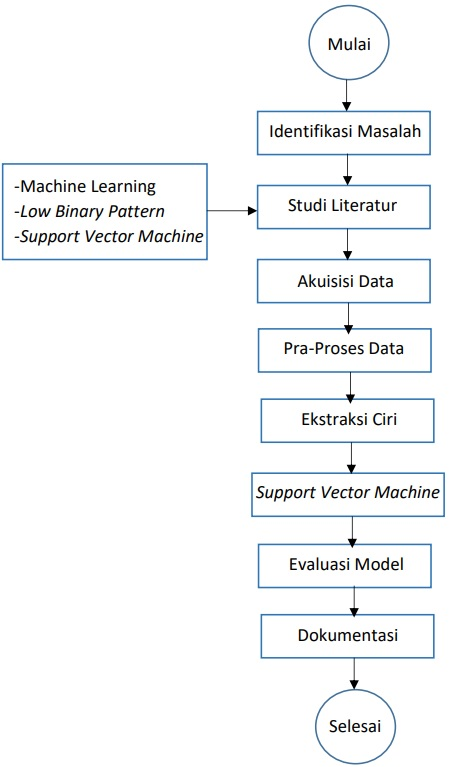 Mulai
Identifikasi Masalah
-Machine Learning
-Low Binary Pattern
-Support Vector Machine
Studi Literatur
Akuisisi Data
Pra-Proses Data
Ekstraksi Ciri
Support Vector Machine
Evaluasi Model
Dokumentasi
Selesai